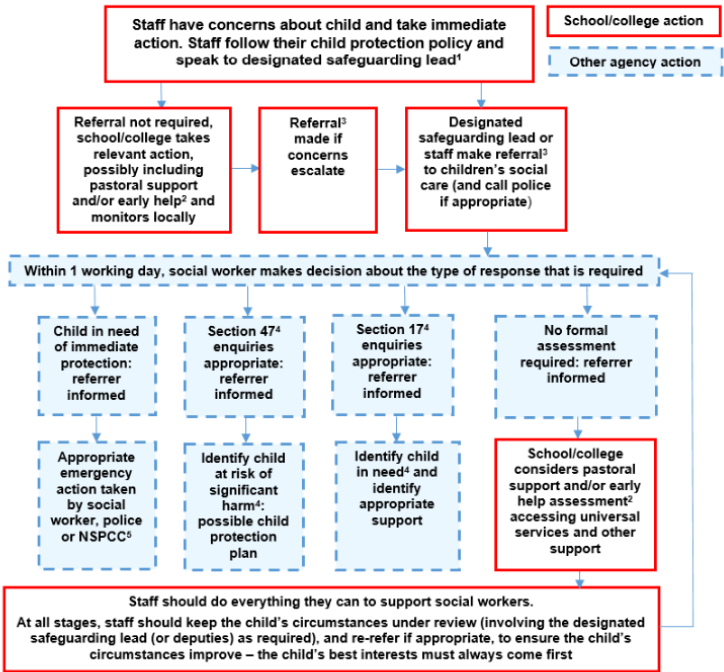 Staff have concerns about child and take immediate
action. Staff follow their child protection policy and
speak to designated safeguarding lead¹
School/college action
Other agency action
Referral not required,
school/college takes
relevant action,
possibly including
pastoral support
and/or early help² and
monitors locally
Referral³
made if
concerns
escalate
Designated
safeguarding lead or
staff make referral³
to children’s social
care (and call police
if appropriate)
Within 1 working day, social worker makes decision about the type of response that is required
Child in need
of immediate
protection:
referrer
informed
Section 47⁴
enquiries
appropriate:
referrer
informed
Section 17⁴
enquiries
appropriate:
referrer
informed
No formal
assessment
required: referrer
informed
Appropriate
emergency
action taken
by social
worker, police
or NSPCC⁵
Identify child
at risk of
significant
harm⁴:
possible child
protection
plan
Identify child
in need⁴ and
identify
appropriate
support
School/college
considers pastoral
support and/or early
help assessment²
accessing universal
services and other
support
Staff should do everything they can to support social workers.
At all stages, staff should keep the child’s circumstances under review (involving the designated
safeguarding lead (or deputies) as required), and re-refer if appropriate, to ensure the child’s
circumstances improve – the child’s best interests must always come first